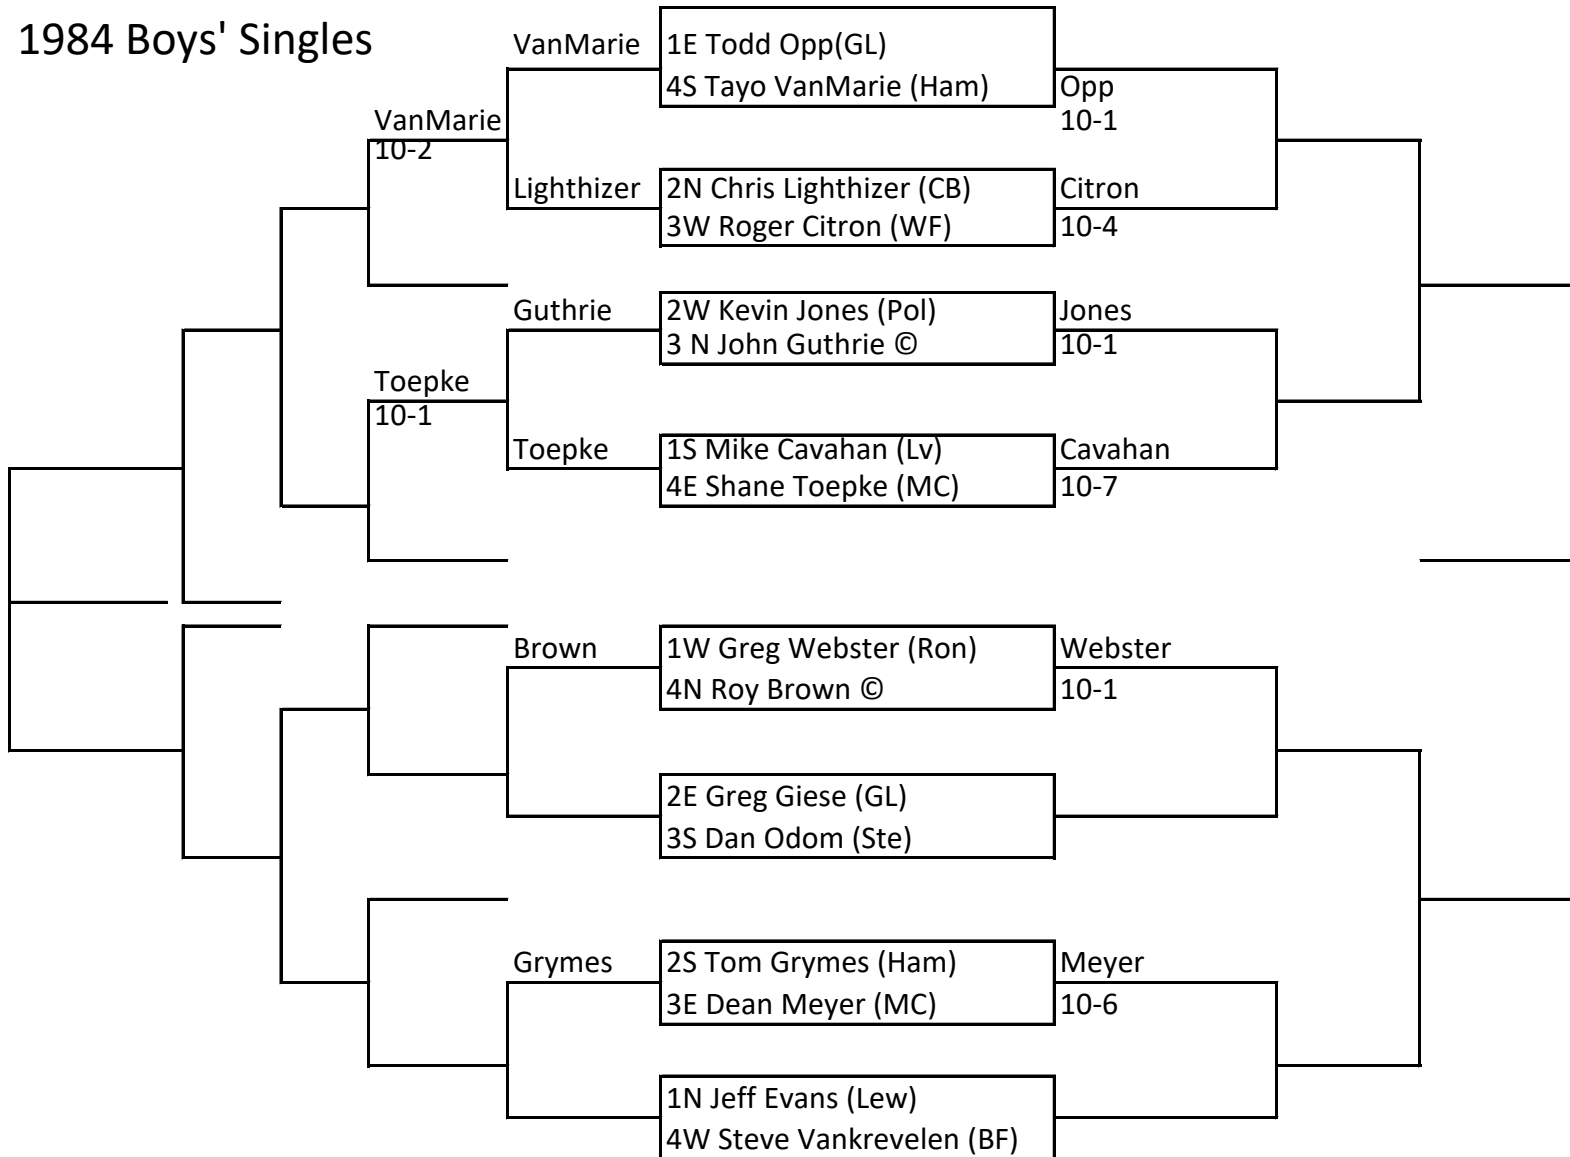 1984 Boys' Singles
VanMarie
1E Todd Opp(GL)
4S Tayo VanMarie (Ham)
Opp
10-1
VanMarie
10-2
Lighthizer
2N Chris Lighthizer (CB)
3W Roger Citron (WF)
Citron
10-4
Guthrie
2W Kevin Jones (Pol)
3 N John Guthrie ©
Jones
10-1
Toepke
10-1
Toepke
1S Mike Cavahan (Lv)
4E Shane Toepke (MC)
Cavahan
10-7
Brown
1W Greg Webster (Ron)
4N Roy Brown ©
Webster
10-1
2E Greg Giese (GL)
3S Dan Odom (Ste)
Grymes
2S Tom Grymes (Ham)
3E Dean Meyer (MC)
Meyer
10-6
1N Jeff Evans (Lew)
4W Steve Vankrevelen (BF)